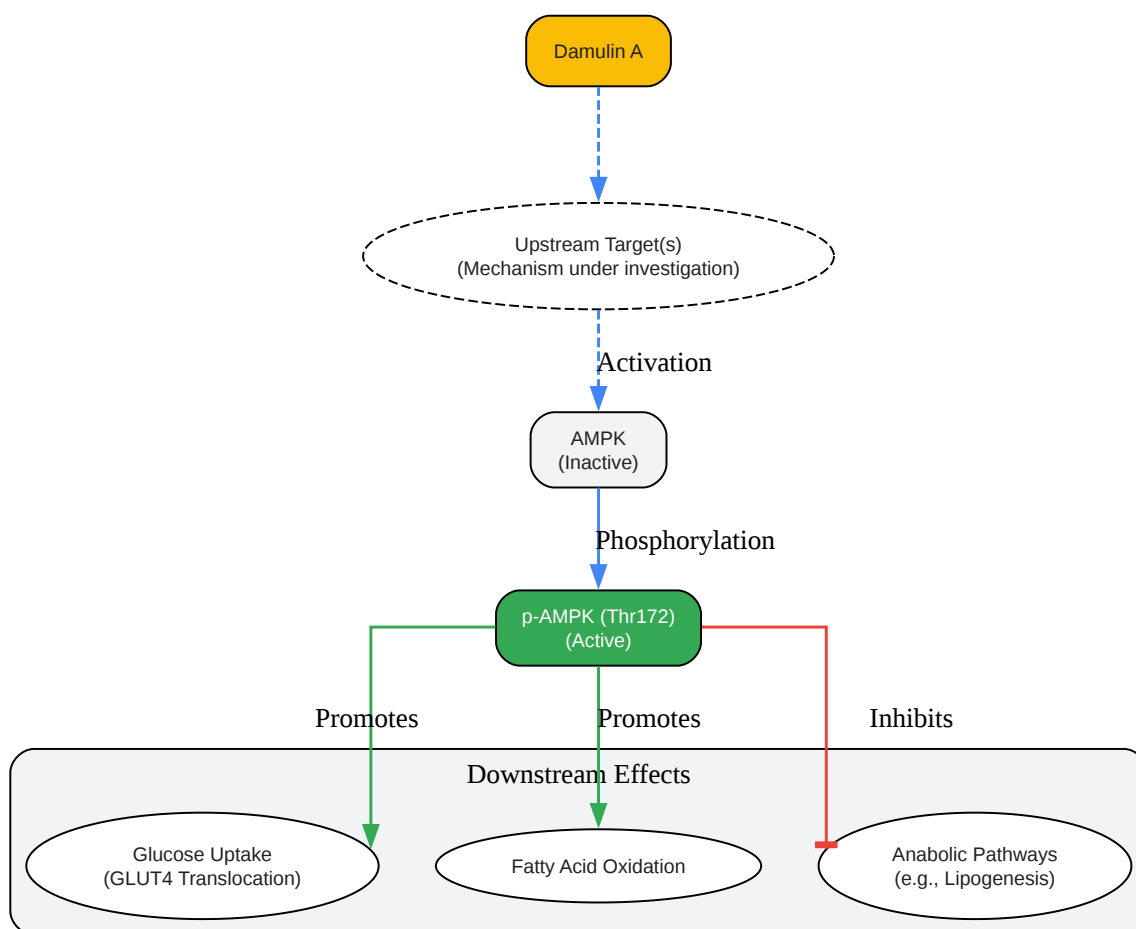 Damulin A
Upstream Target(s)
(Mechanism under investigation)
Activation
AMPK
(Inactive)
Phosphorylation
p-AMPK (Thr172)
(Active)
Promotes
Promotes
Inhibits
Downstream Effects
Glucose Uptake
(GLUT4 Translocation)
Fatty Acid Oxidation
Anabolic Pathways
(e.g., Lipogenesis)